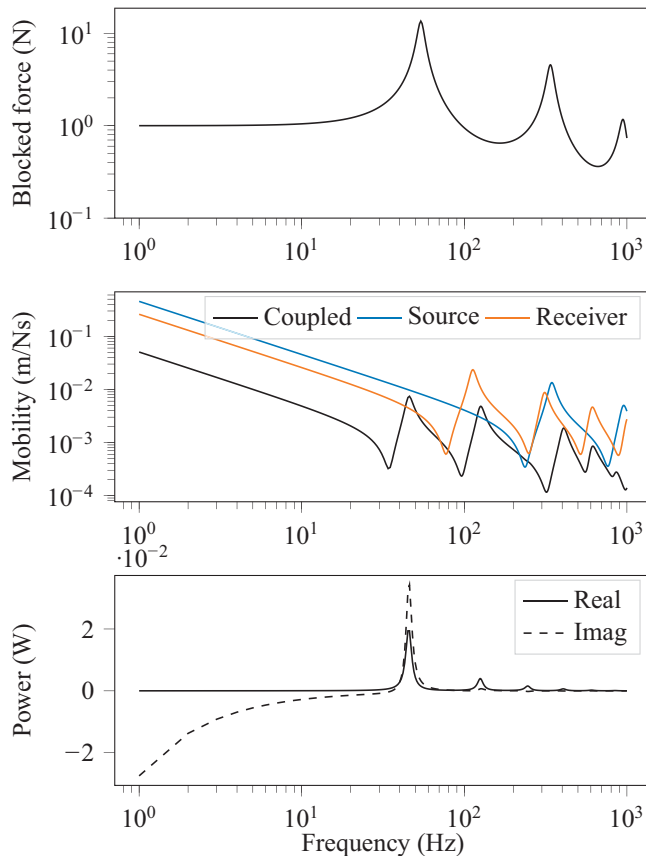 Blocked force (N)
10^1
10^0
10^-1
10^0 10^1 10^2 10^3
Mobility (m/Ns)
Coupled Source Receiver
10^-1
10^-2
10^-3
10^-4
10^0 10^1 10^2 10^3
·10^-2
Power (W)
Real
Imag
2
0
−2
10^0 10^1 10^2 10^3
Frequency (Hz)